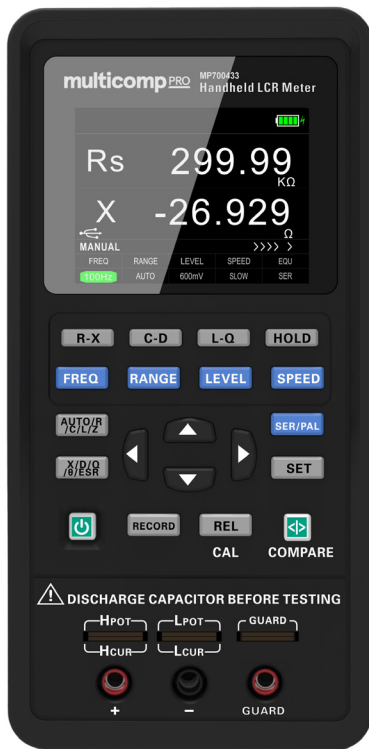 multicomp PRO MP700433
Handheld LCR Meter
Rs 299.99 KΩ
X -26.929 Ω
MANUAL >>>> >
FREQ RANGE LEVEL SPEED EQU
100Hz AUTO 600mV SLOW SER
R-X C-D L-Q HOLD
FREQ RANGE LEVEL SPEED
AUTO/R
/C/L/Z
SER/PAL
X/D/Q
/θ/ESR
SET
RECORD REL
CAL COMPARE
DISCHARGE CAPACITOR BEFORE TESTING
HPOT LPOT GUARD
HCUR LCUR
+ - GUARD